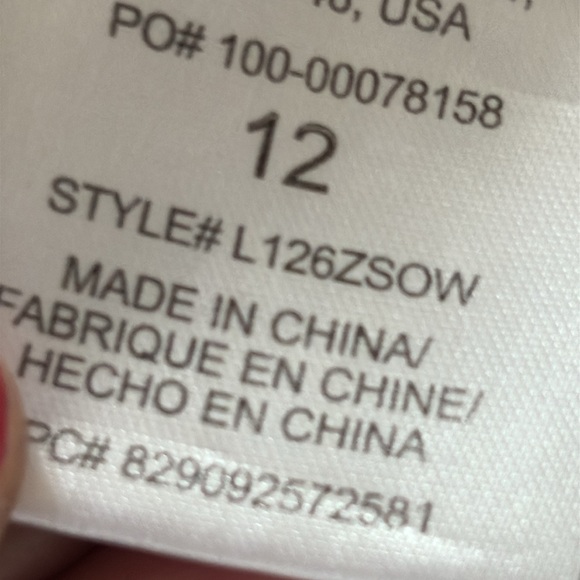 USA
PO# 100-00078158
12
STYLE# L126ZSOW
MADE IN CHINA/
FABRIQUE EN CHINE/
HECHO EN CHINA
PC# 829092572581